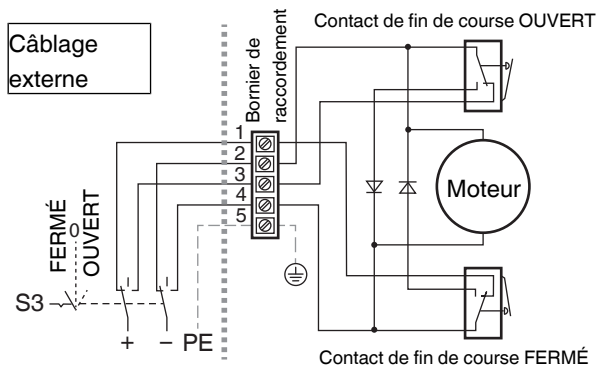 Contact de fin de course OUVERT
Câblage
externe
Bornier de
raccordement
1
2
3
4
5
Moteur
FERMÉ
0
OUVERT
S3
+
–
PE
Contact de fin de course FERMÉ